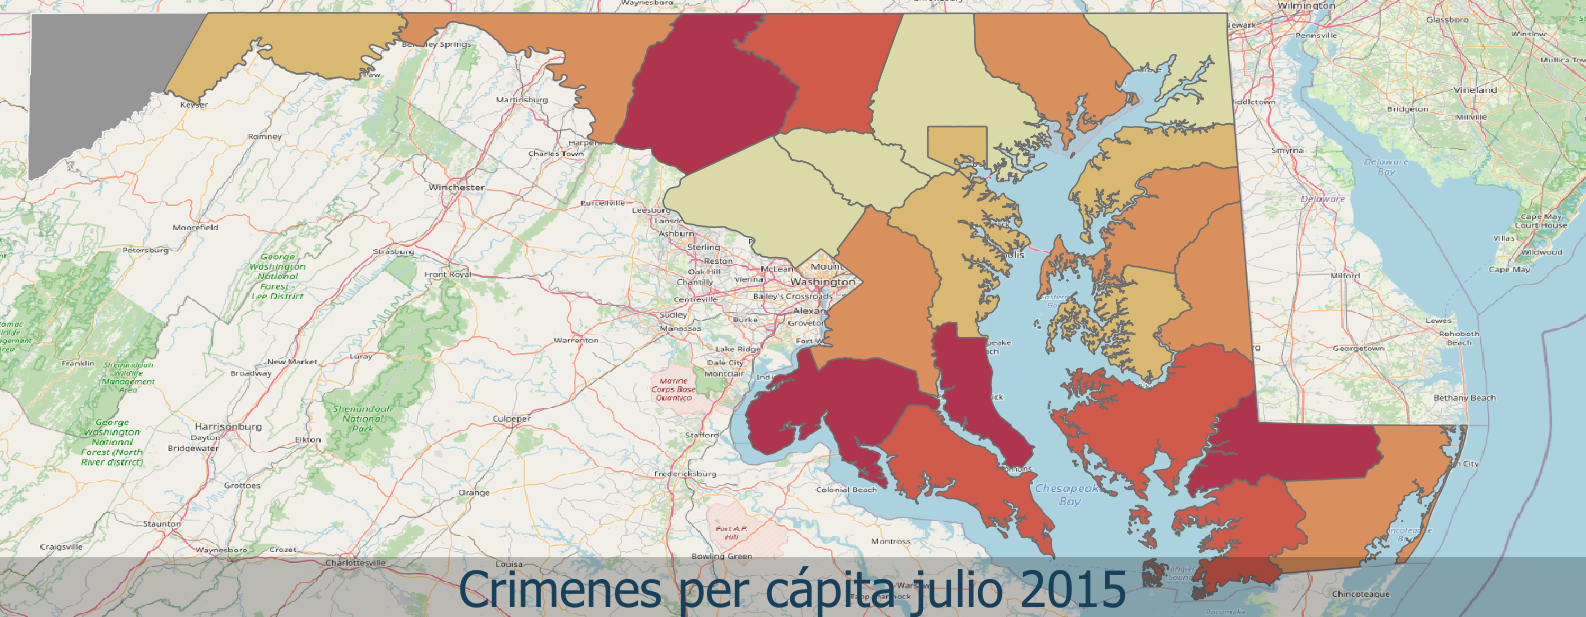 Waynesboro
Wilmington
Glassboro
Newark
Pennsville
Winslow
Berkeley Springs
Mullica
Keyser
Martinsburg
Vineland
Bridgeton
Millville
Romney
Charles Town
Smyrna
Delaware
Bay
Winchester
Purcellville
Leesburg
Delaware
Moorefield
Ashburn
Cape May
Court House
Petersburg
Strasburg
Sterling
Villas
Wildwood
George
Washington
National
Forest -
Lee District
Front Royal
Reston
Oak Hill
McLean
Mount
Cape May
Chantilly
Vienna
Washington
Milford
Centreville
Bailey's Crossroads
Sudley
Burke
Groveton
Manassas
Lewes
Rehoboth
Beach
Franklin
Shenandoah
Wildlife
Management
Area
New Market
Luray
Warrenton
Lake Ridge
Georgetown
Broadway
Dale City
Montclair
Marine
Corps Base
Quantico
Bethany Beach
Shenandoah
National
Park
Culpeper
George
Washington
National
Forest (North
River district)
Harrisonburg
Dayton
Bridgewater
Elkton
Stafford
Fredericksburg
Grottoes
Orange
Colonial Beach
Chesapeake
Bay
Staunton
Fort A.P.
Hill
Craigsville
Waynesboro
Crozet
Charlottesville
Louisa
Bowling Green
Montross
Chincoteague
Crimenes per cápita julio 2015